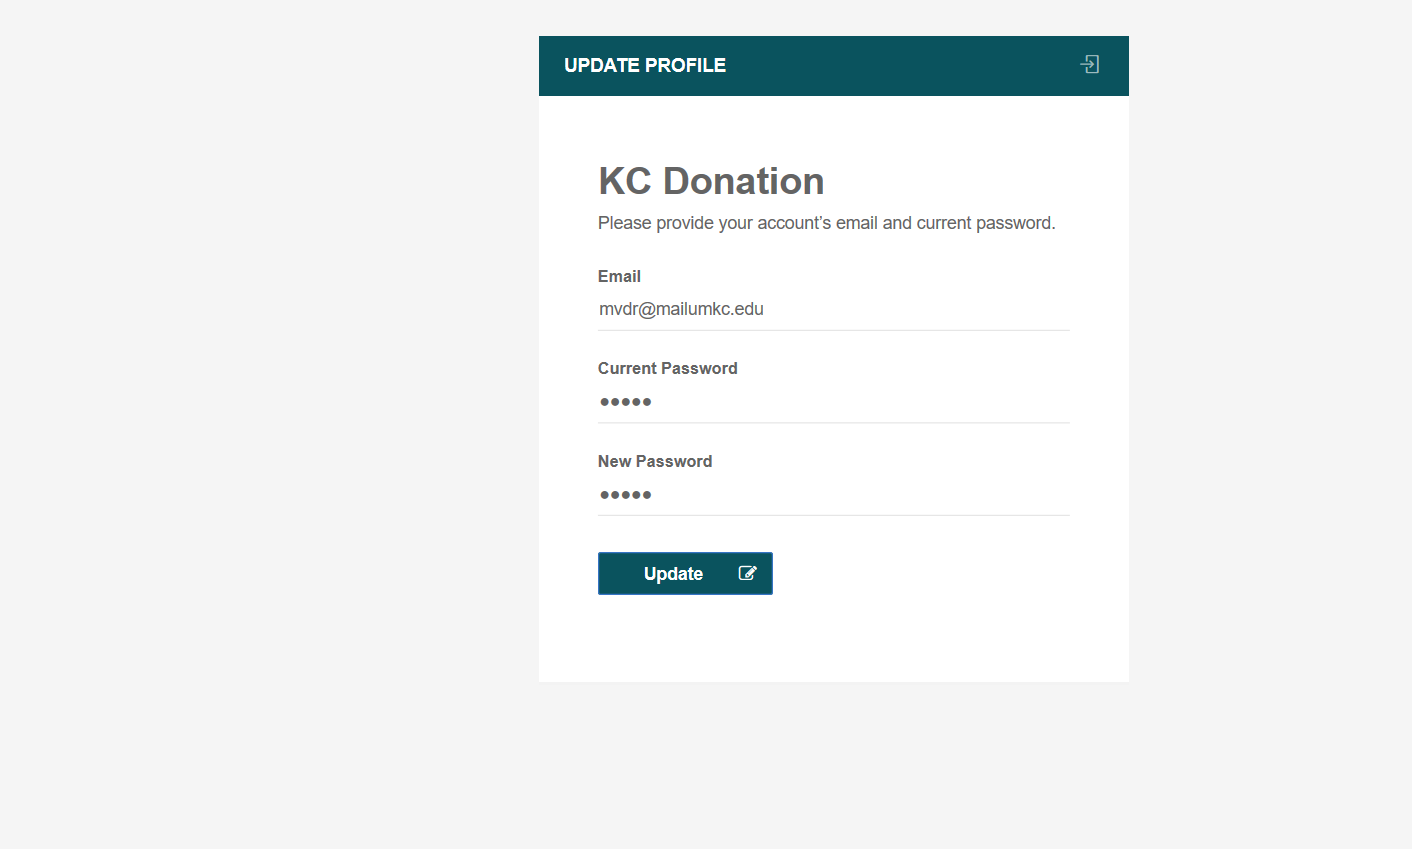 UPDATE PROFILE
KC Donation
Please provide your account’s email and current password.
Email
mvdr@mailumkc.edu
Current Password
●●●●●
New Password
●●●●●
Update